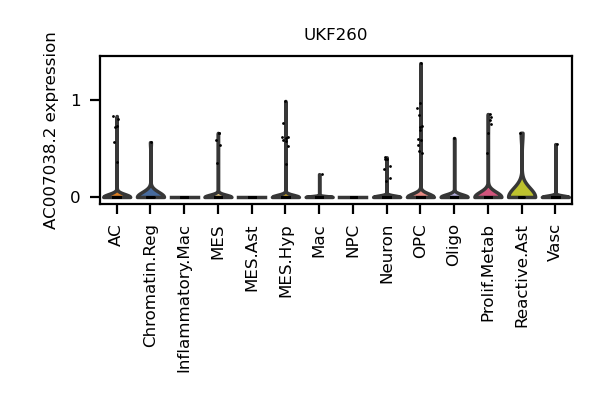 UKF260
AC007038.2 expression
1
0
AC
Chromatin.Reg
Inflammatory.Mac
MES
MES.Ast
MES.Hyp
Mac
NPC
Neuron
OPC
Oligo
Prolif.Metab
Reactive.Ast
Vasc